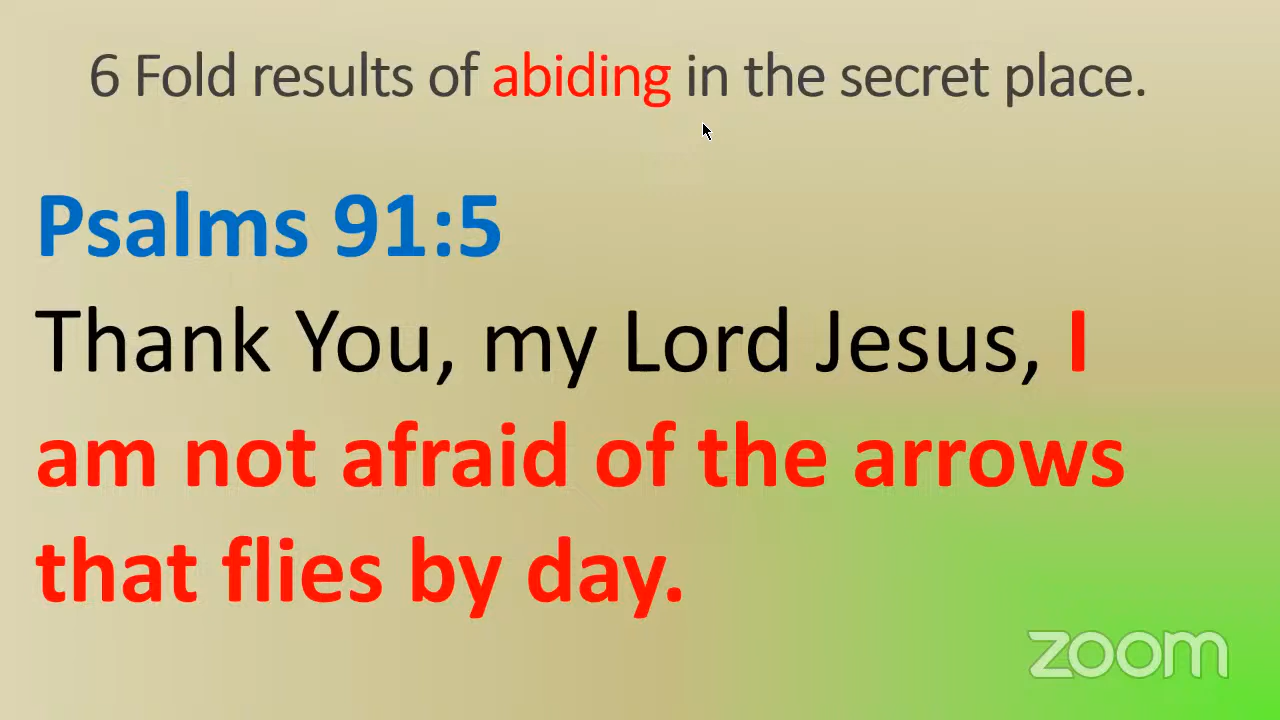 6 Fold results of abiding in the secret place.
Psalms 91:5
Thank You, my Lord Jesus, I
am not afraid of the arrows
that flies by day.
zoom